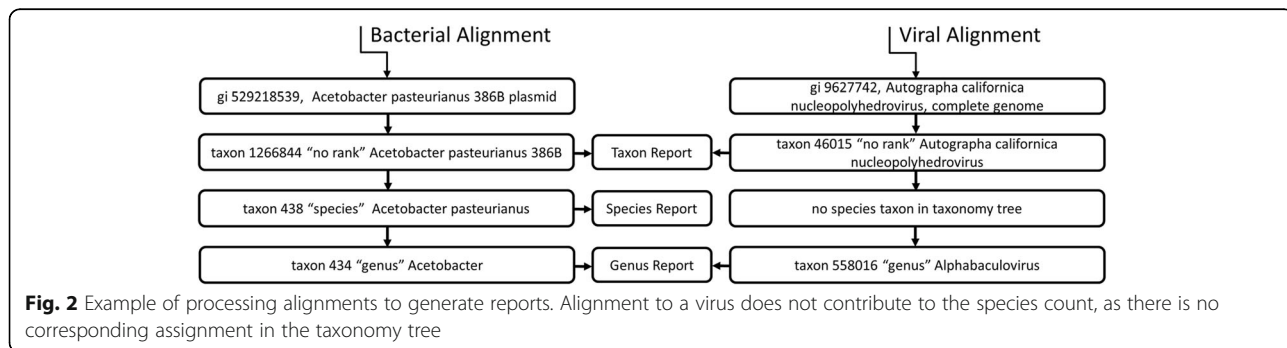 Bacterial Alignment
Viral Alignment
gi 529218539, Acetobacter pasteurianus 386B plasmid
gi 9627742, Autographa californica
nucleopolyhedrovirus, complete genome
taxon 1266844 “no rank” Acetobacter pasteurianus 386B
Taxon Report
taxon 46015 “no rank” Autographa californica
nucleopolyhedrovirus
taxon 438 “species” Acetobacter pasteurianus
Species Report
no species taxon in taxonomy tree
taxon 434 “genus” Acetobacter
Genus Report
taxon 558016 “genus” Alphabaculovirus
Fig. 2 Example of processing alignments to generate reports. Alignment to a virus does not contribute to the species count, as there is no
corresponding assignment in the taxonomy tree